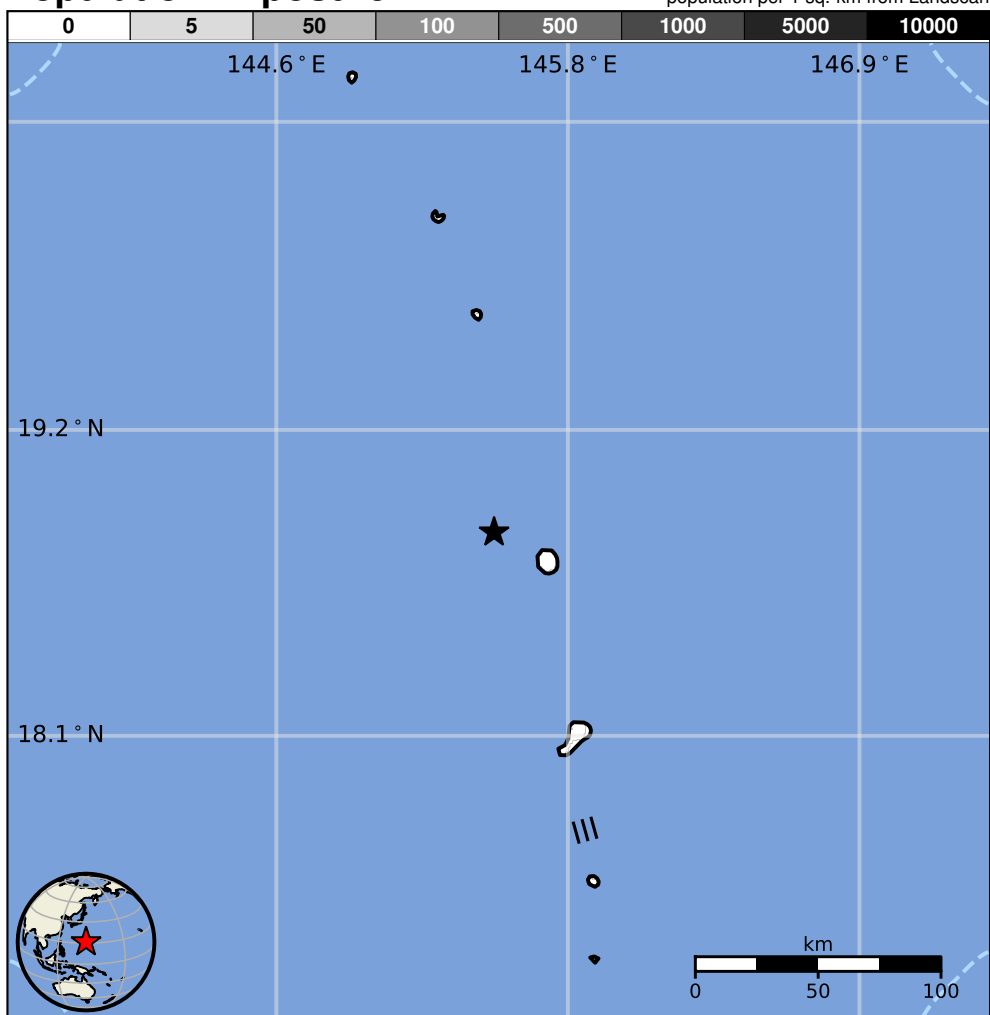 population per 1 sq. km from Landscan
0 5 50 100 500 1000 5000 10000
144.6°E 145.8°E 146.9°E
19.2°N
18.1°N
km
0 50 100